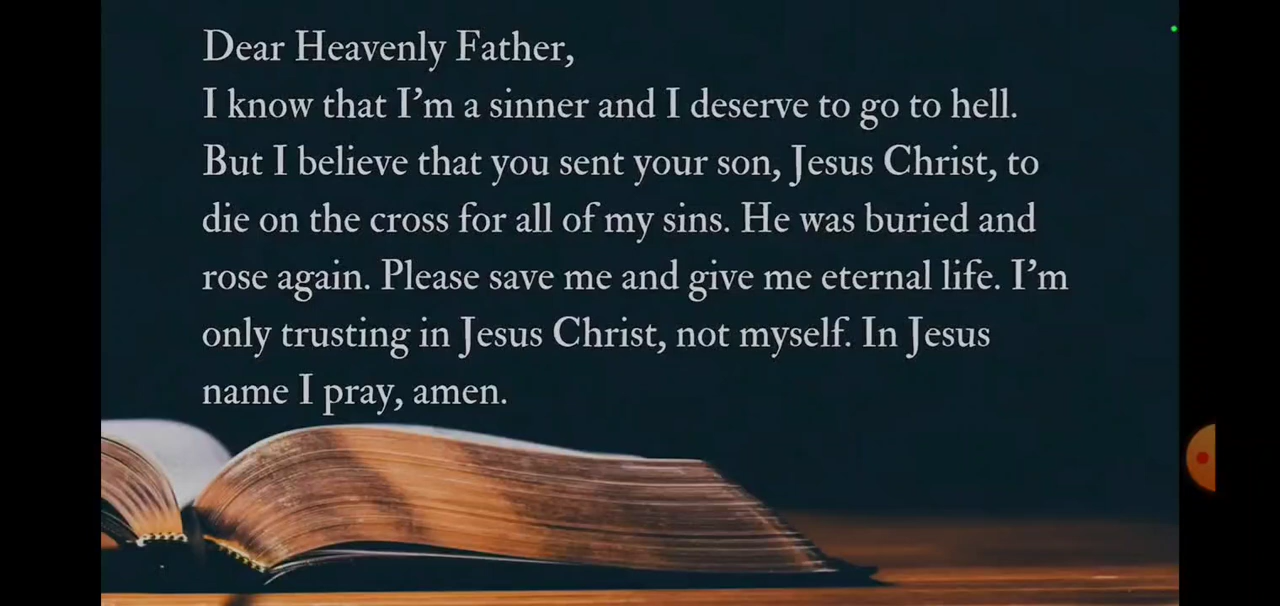 Dear Heavenly Father,
I know that I'm a sinner and I deserve to go to hell.
But I believe that you sent your son, Jesus Christ, to
die on the cross for all of my sins. He was buried and
rose again. Please save me and give me eternal life. I'm
only trusting in Jesus Christ, not myself. In Jesus
name I pray, amen.